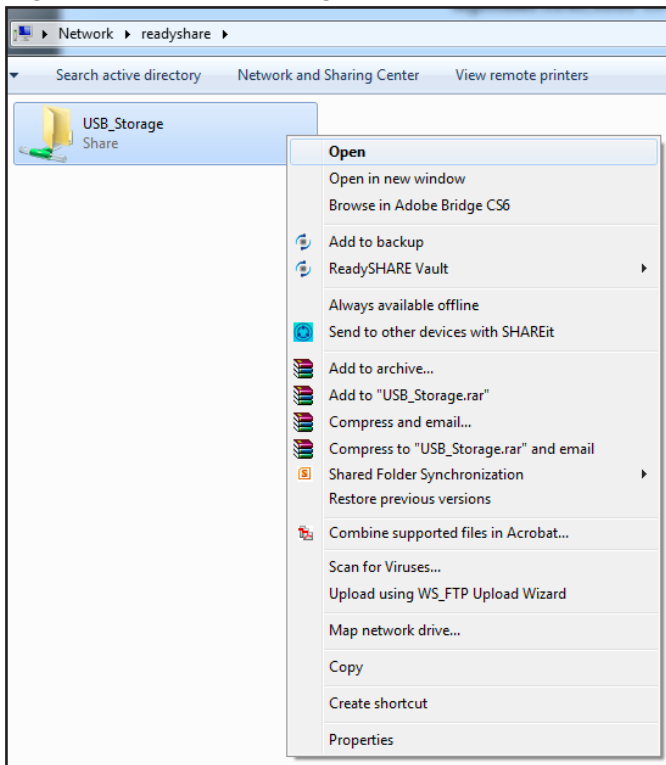 Network ▸ readyshare ▸
Search active directory Network and Sharing Center View remote printers
USB_Storage
Share
Open
Open in new window
Browse in Adobe Bridge CS6
Add to backup
ReadySHARE Vault
Always available offline
Send to other devices with SHAREit
Add to archive...
Add to "USB_Storage.rar"
Compress and email...
Compress to "USB_Storage.rar" and email
Shared Folder Synchronization
Restore previous versions
Combine supported files in Acrobat...
Scan for Viruses...
Upload using WS_FTP Upload Wizard
Map network drive...
Copy
Create shortcut
Properties